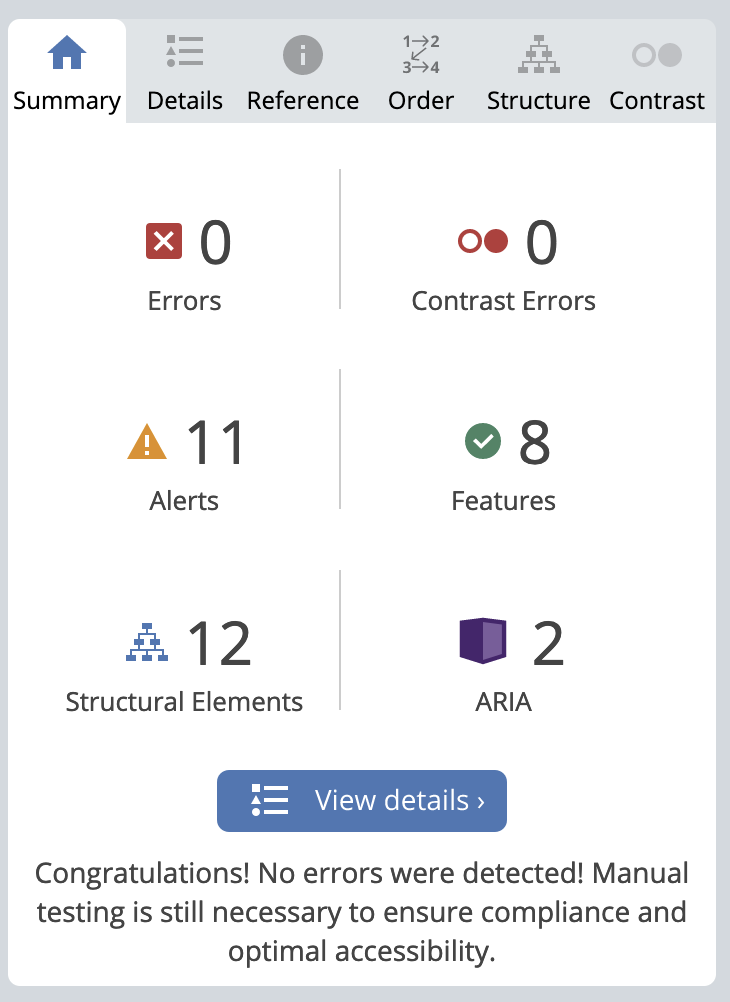 1→2
3→4
Summary Details Reference Order Structure Contrast
0 0
Errors Contrast Errors
11 8
Alerts Features
12 2
Structural Elements ARIA
View details ›
Congratulations! No errors were detected! Manual
testing is still necessary to ensure compliance and
optimal accessibility.